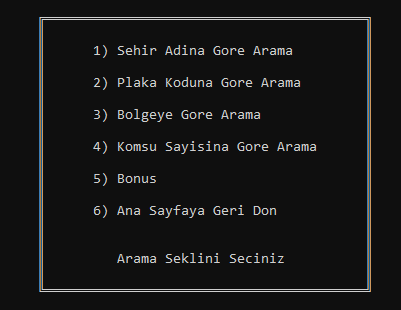 1) Sehir Adina Gore Arama
2) Plaka Koduna Gore Arama
3) Bolgeye Gore Arama
4) Komsu Sayisina Gore Arama
5) Bonus
6) Ana Sayfaya Geri Don
Arama Seklini Seciniz